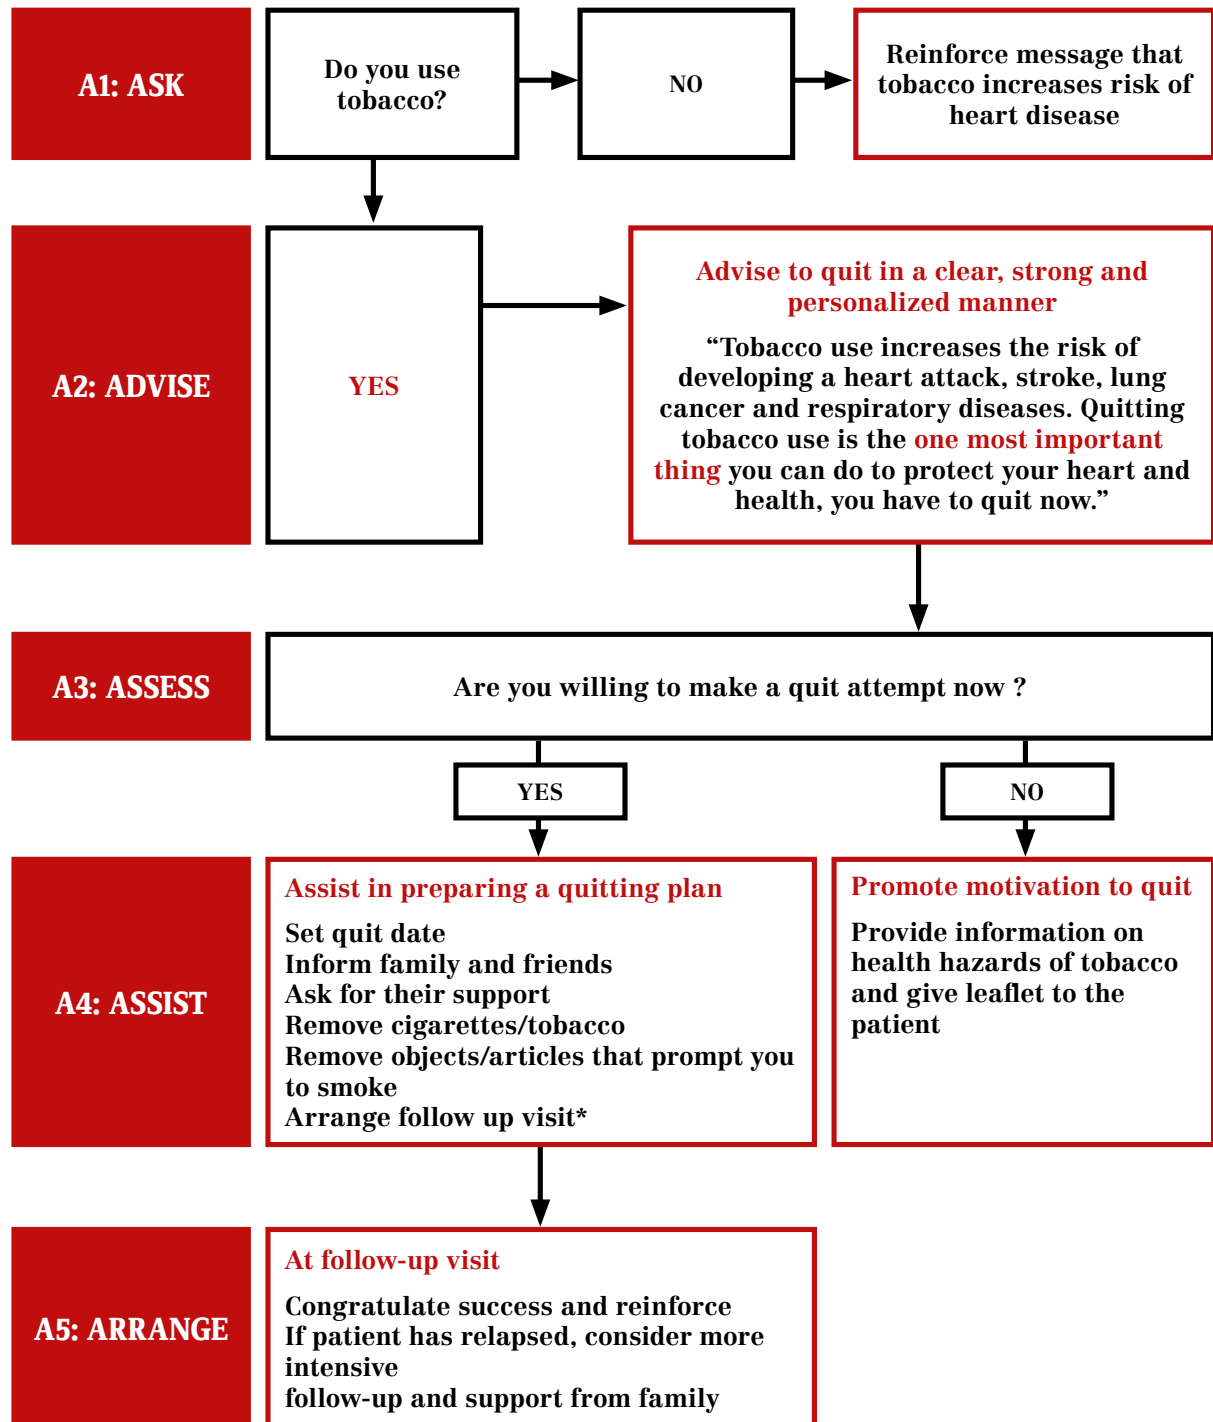 A1: ASK
Do you use
tobacco?
NO
Reinforce message that
tobacco increases risk of
heart disease
A2: ADVISE
YES
Advise to quit in a clear, strong and
personalized manner
“Tobacco use increases the risk of
developing a heart attack, stroke, lung
cancer and respiratory diseases. Quitting
tobacco use is the one most important
thing you can do to protect your heart and
health, you have to quit now.”
A3: ASSESS
Are you willing to make a quit attempt now ?
YES
NO
A4: ASSIST
Assist in preparing a quitting plan
Set quit date
Inform family and friends
Ask for their support
Remove cigarettes/tobacco
Remove objects/articles that prompt you
to smoke
Arrange follow up visit*
Promote motivation to quit
Provide information on
health hazards of tobacco
and give leaflet to the
patient
A5: ARRANGE
At follow-up visit
Congratulate success and reinforce
If patient has relapsed, consider more
intensive
follow-up and support from family